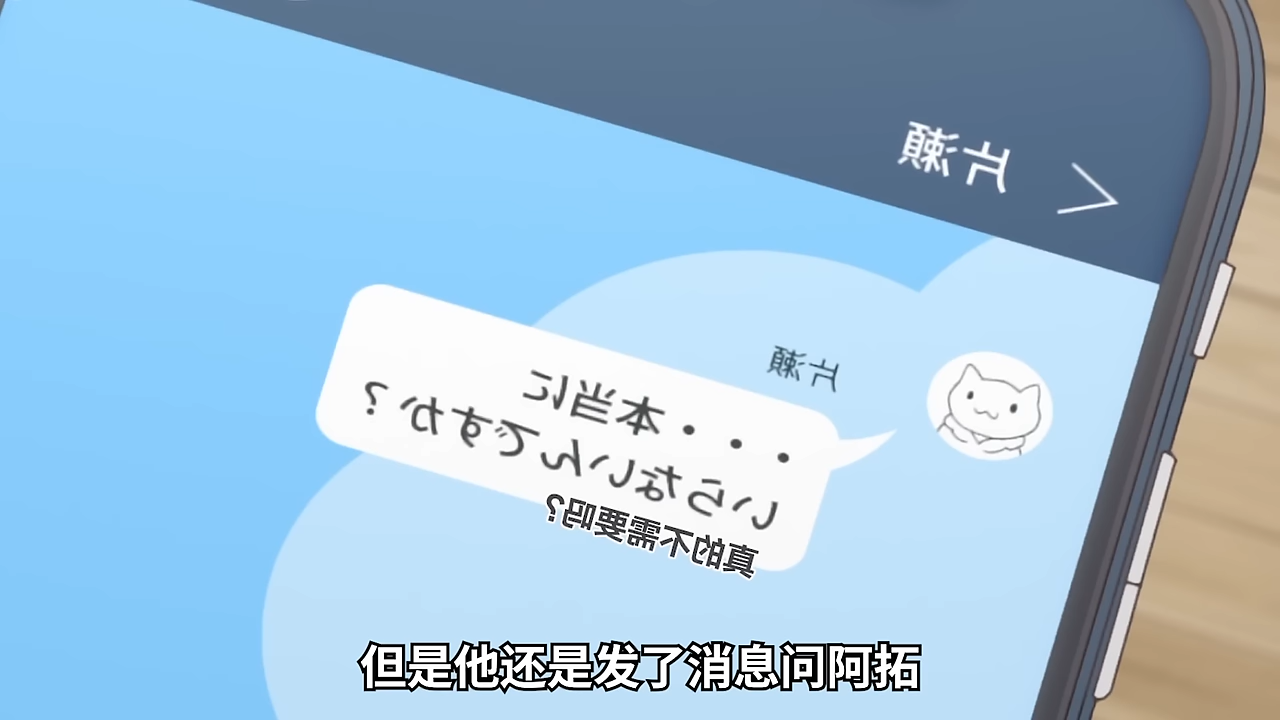 片瀬
片瀬
・・・本当に
いらないんですか？
真的不需要吗?
但是他还是发了消息问阿拓